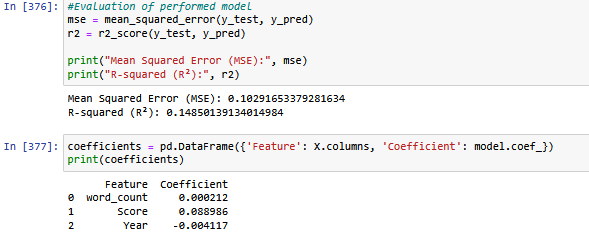 In [376]: #Evaluation of performed model
mse = mean_squared_error(y_test, y_pred)
r2 = r2_score(y_test, y_pred)
print("Mean Squared Error (MSE):", mse)
print("R-squared (R²):", r2)
Mean Squared Error (MSE): 0.10291653379281634
R-squared (R²): 0.14850139134014984
In [377]: coefficients = pd.DataFrame({'Feature': X.columns, 'Coefficient': model.coef_})
print(coefficients)
Feature Coefficient
0 word_count 0.000212
1 Score 0.088986
2 Year -0.004117